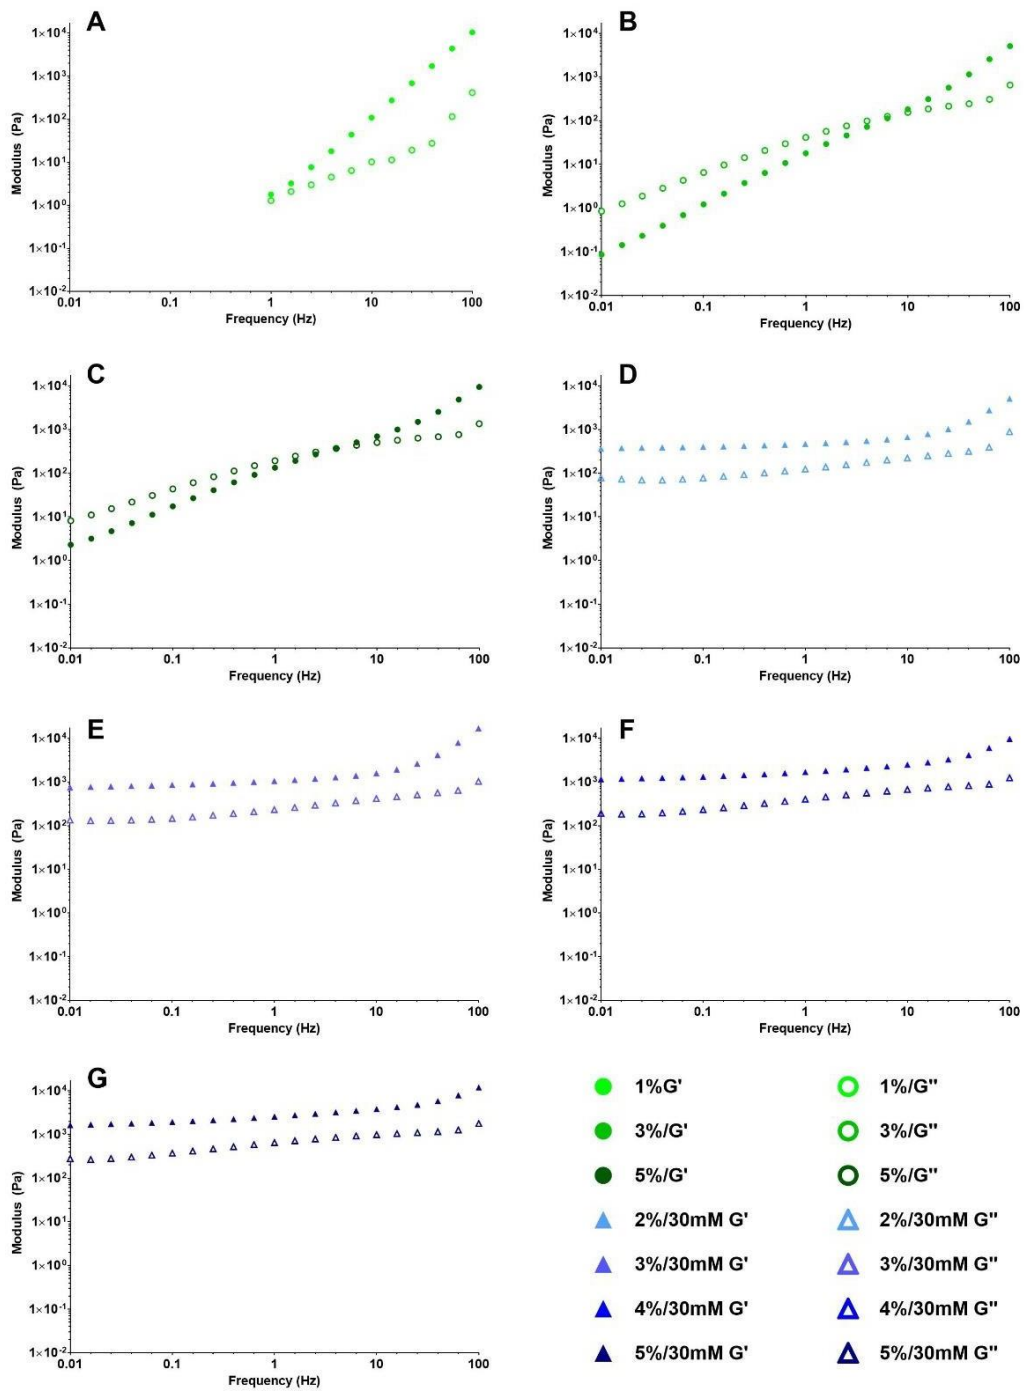 A
Modulus (Pa)
1×10⁴
1×10³
1×10²
1×10¹
1×10⁰
1×10⁻¹
1×10⁻²
0.01 0.1 1 10 100
Frequency (Hz)
B
Modulus (Pa)
1×10⁴
1×10³
1×10²
1×10¹
1×10⁰
1×10⁻¹
1×10⁻²
0.01 0.1 1 10 100
Frequency (Hz)
C
Modulus (Pa)
1×10⁴
1×10³
1×10²
1×10¹
1×10⁰
1×10⁻¹
1×10⁻²
0.01 0.1 1 10 100
Frequency (Hz)
D
Modulus (Pa)
1×10⁴
1×10³
1×10²
1×10¹
1×10⁰
1×10⁻¹
1×10⁻²
0.01 0.1 1 10 100
Frequency (Hz)
E
Modulus (Pa)
1×10⁴
1×10³
1×10²
1×10¹
1×10⁰
1×10⁻¹
1×10⁻²
0.01 0.1 1 10 100
Frequency (Hz)
F
Modulus (Pa)
1×10⁴
1×10³
1×10²
1×10¹
1×10⁰
1×10⁻¹
1×10⁻²
0.01 0.1 1 10 100
Frequency (Hz)
G
Modulus (Pa)
1×10⁴
1×10³
1×10²
1×10¹
1×10⁰
1×10⁻¹
1×10⁻²
0.01 0.1 1 10 100
Frequency (Hz)
1%G' 1%/G"
3%/G' 3%/G"
5%/G' 5%/G"
2%/30mM G' 2%/30mM G"
3%/30mM G' 3%/30mM G"
4%/30mM G' 4%/30mM G"
5%/30mM G' 5%/30mM G"